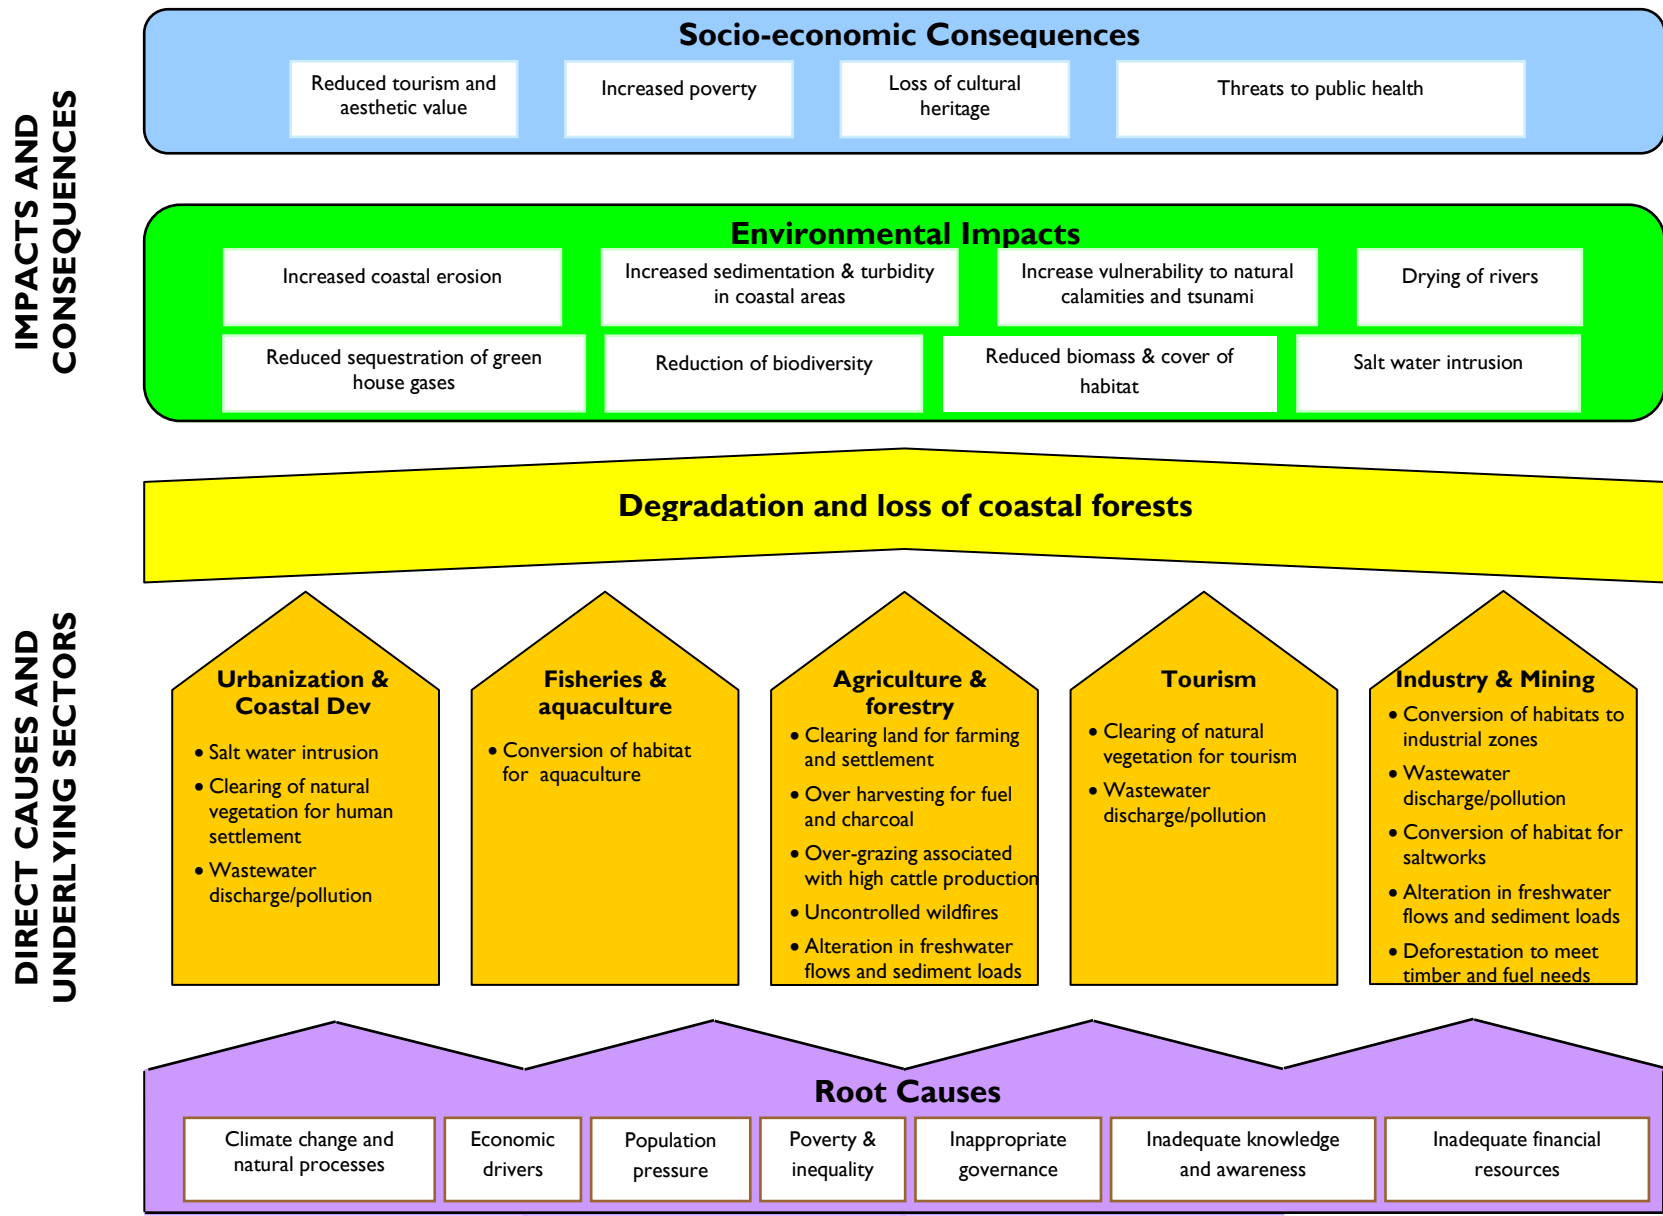 IMPACTS AND
CONSEQUENCES
Socio-economic Consequences
Reduced tourism and
aesthetic value
Increased poverty
Loss of cultural
heritage
Threats to public health
Environmental Impacts
Increased coastal erosion
Increased sedimentation & turbidity
in coastal areas
Increase vulnerability to natural
calamities and tsunami
Drying of rivers
Reduced sequestration of green
house gases
Reduction of biodiversity
Reduced biomass & cover of
habitat
Salt water intrusion
Degradation and loss of coastal forests
DIRECT CAUSES AND
UNDERLYING SECTORS
Urbanization &
Coastal Dev
• Salt water intrusion
• Clearing of natural
vegetation for human
settlement
• Wastewater
discharge/pollution
Fisheries &
aquaculture
• Conversion of habitat
for aquaculture
Agriculture &
forestry
• Clearing land for farming
and settlement
• Over harvesting for fuel
and charcoal
• Over-grazing associated
with high cattle production
• Uncontrolled wildfires
• Alteration in freshwater
flows and sediment loads
Tourism
• Clearing of natural
vegetation for tourism
• Wastewater
discharge/pollution
Industry & Mining
• Conversion of habitats to
industrial zones
• Wastewater
discharge/pollution
• Conversion of habitat for
saltworks
• Alteration in freshwater
flows and sediment loads
• Deforestation to meet
timber and fuel needs
Root Causes
Climate change and
natural processes
Economic
drivers
Population
pressure
Poverty &
inequality
Inappropriate
governance
Inadequate knowledge
and awareness
Inadequate financial
resources